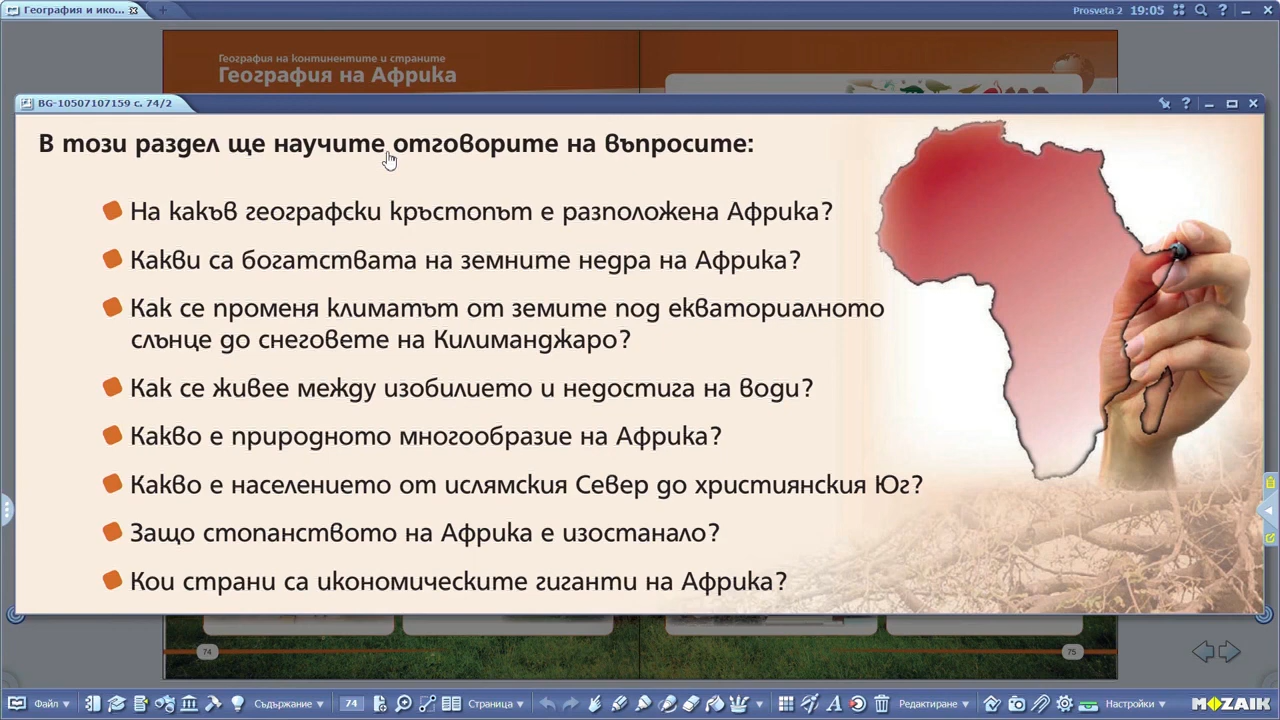 География и ико...
Prosveta 2 19:05
География на континентите и страните
География на Африка
BG-10507107159 с. 74/2
В този раздел ще научите отговорите на въпросите:
На какъв географски кръстопът е разположена Африка?
Какви са богатствата на земните недра на Африка?
Как се променя климатът от земите под екваториалното
слънце до снеговете на Килиманджаро?
Как се живее между изобилието и недостига на води?
Какво е природното многообразие на Африка?
Какво е населението от ислямския Север до християнския Юг?
Защо стопанството на Африка е изостанало?
Кои страни са икономическите гиганти на Африка?
74
75
Файл
Съдържание
74
Страница
Редактиране
Настройки
MOZAIK